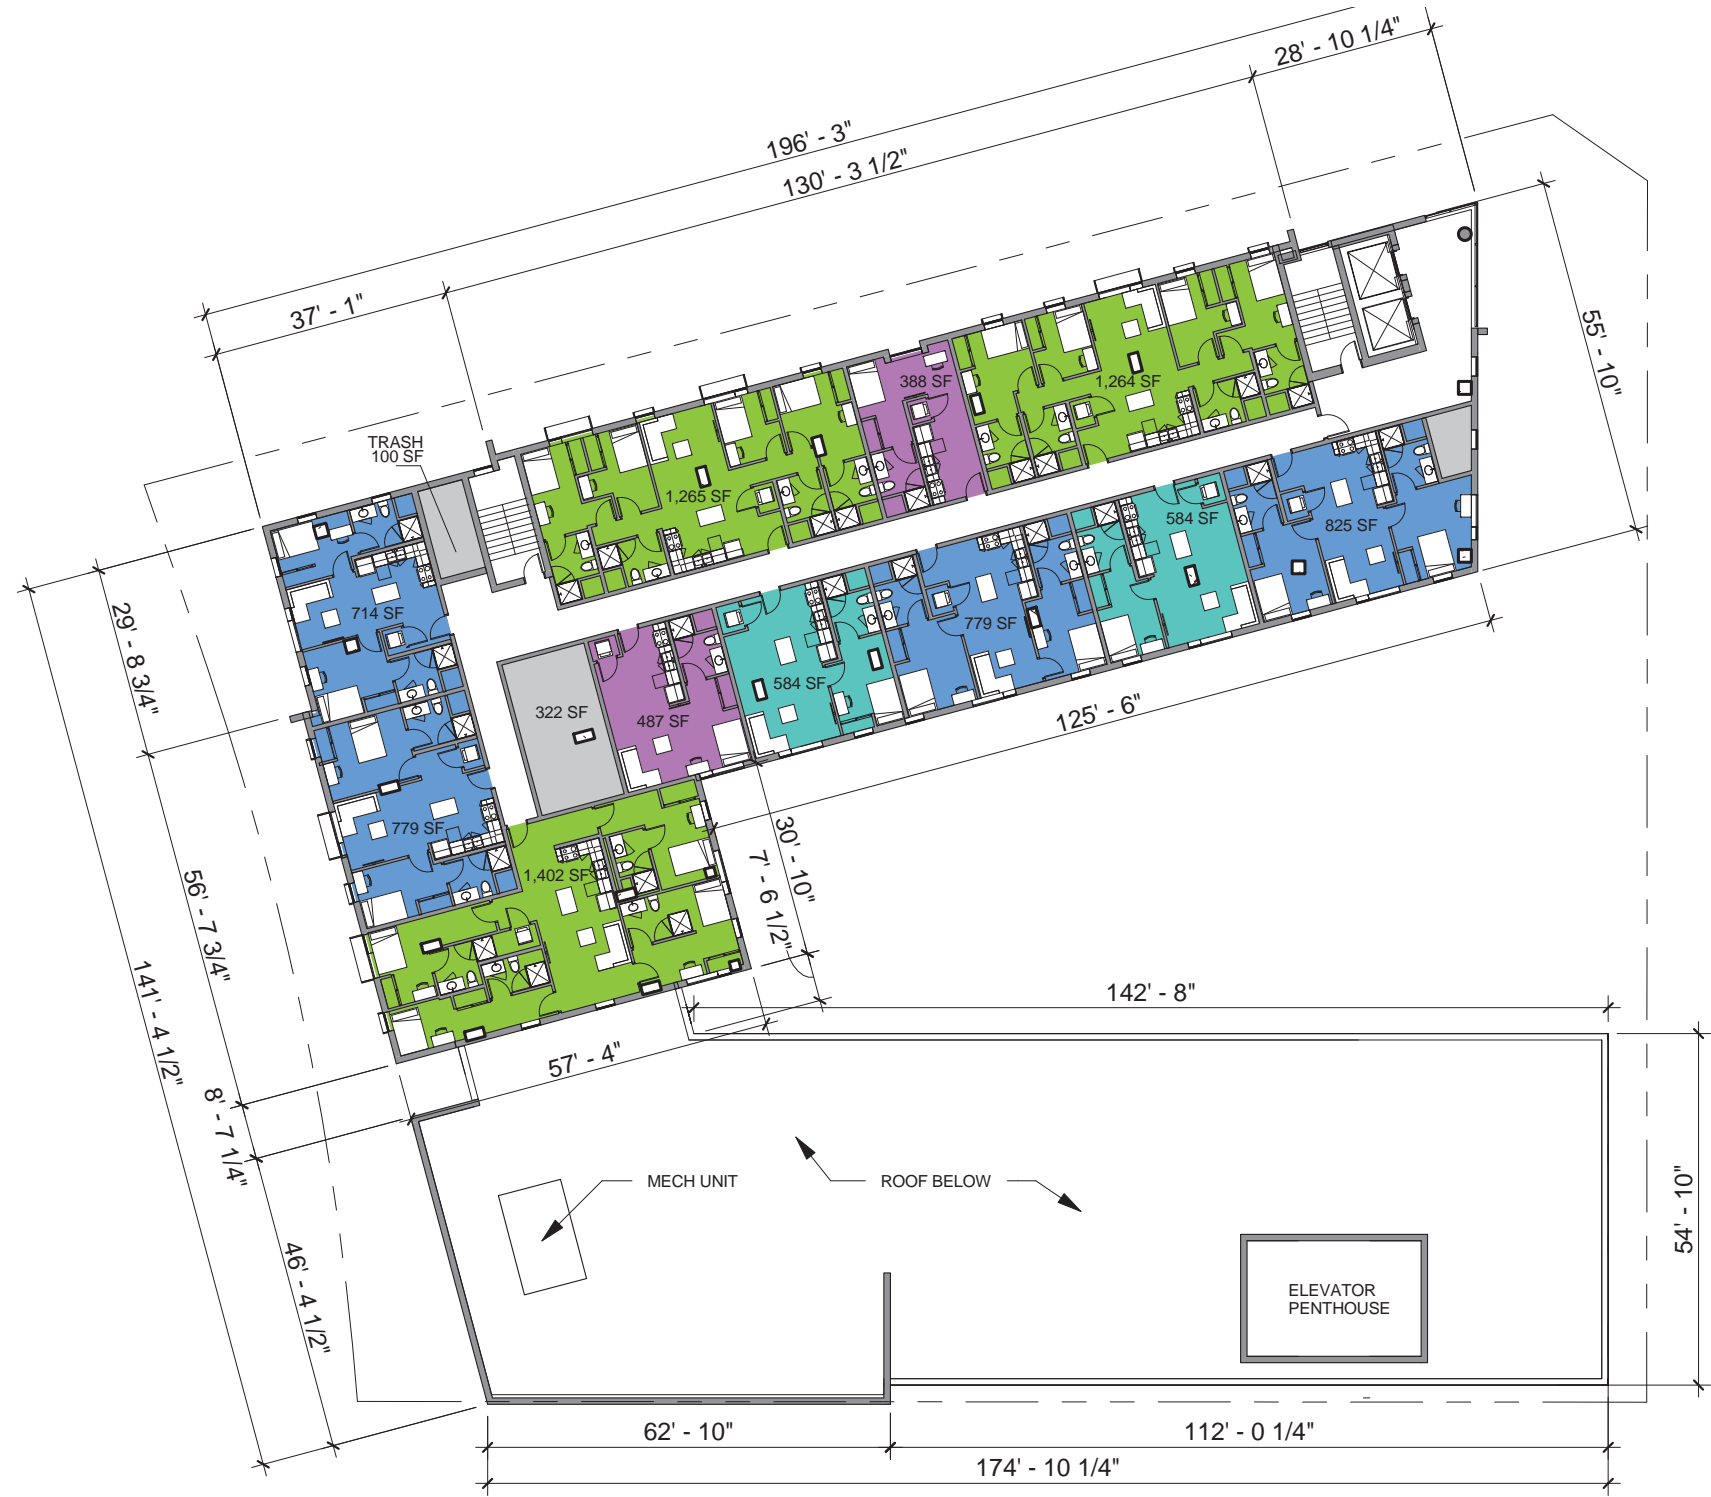 28' - 10 1/4"
196' - 3"
130' - 3 1/2"
37' - 1"
55' - 10"
388 SF
1,264 SF
TRASH
100 SF
1,265 SF
584 SF
825 SF
714 SF
779 SF
29' - 8 3/4"
584 SF
322 SF
487 SF
125' - 6"
779 SF
30' - 10"
7' - 6 1/2"
1,402 SF
56' - 7 3/4"
141' - 4 1/2"
142' - 8"
57' - 4"
8' - 7 1/4"
MECH UNIT
ROOF BELOW
54' - 10"
46' - 4 1/2"
ELEVATOR
PENTHOUSE
62' - 10"
112' - 0 1/4"
174' - 10 1/4"